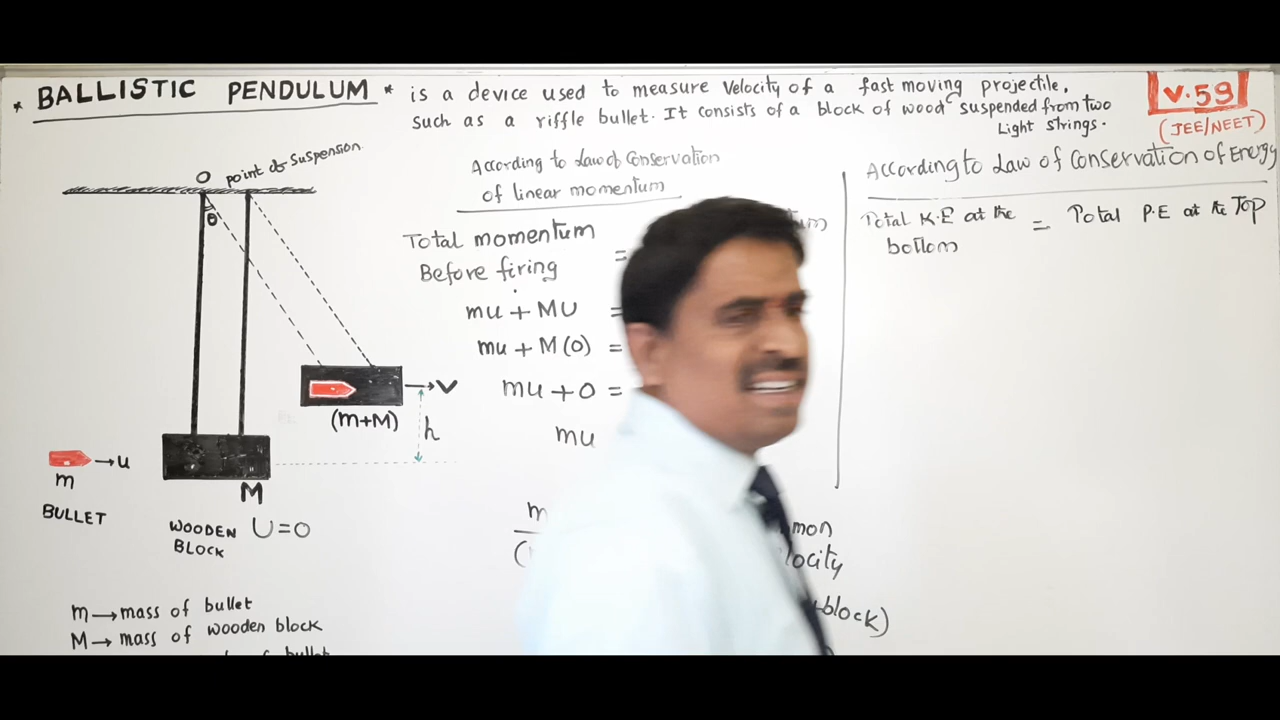 * BALLISTIC PENDULUM * is a device used to measure Velocity of a fast moving projectile,
such as a riffle bullet. It consists of a block of wood suspended from two
Light strings.
V.59
(JEE/NEET)
O point of suspension
θ
V
(m+M)
h
u
m
BULLET
M
WOODEN U=0
BLOCK
m→mass of bullet
M→ mass of wooden block
of bullet
According to Law of Conservation
of linear momentum
Total momentum
Before firing
=
mu + MU =
mu + M(0) =
mu + 0 =
mu
m
(
mon
locity
+block)
According to Law of Conservation of Energy
Total K.E at the = Total P.E at the Top
bottom